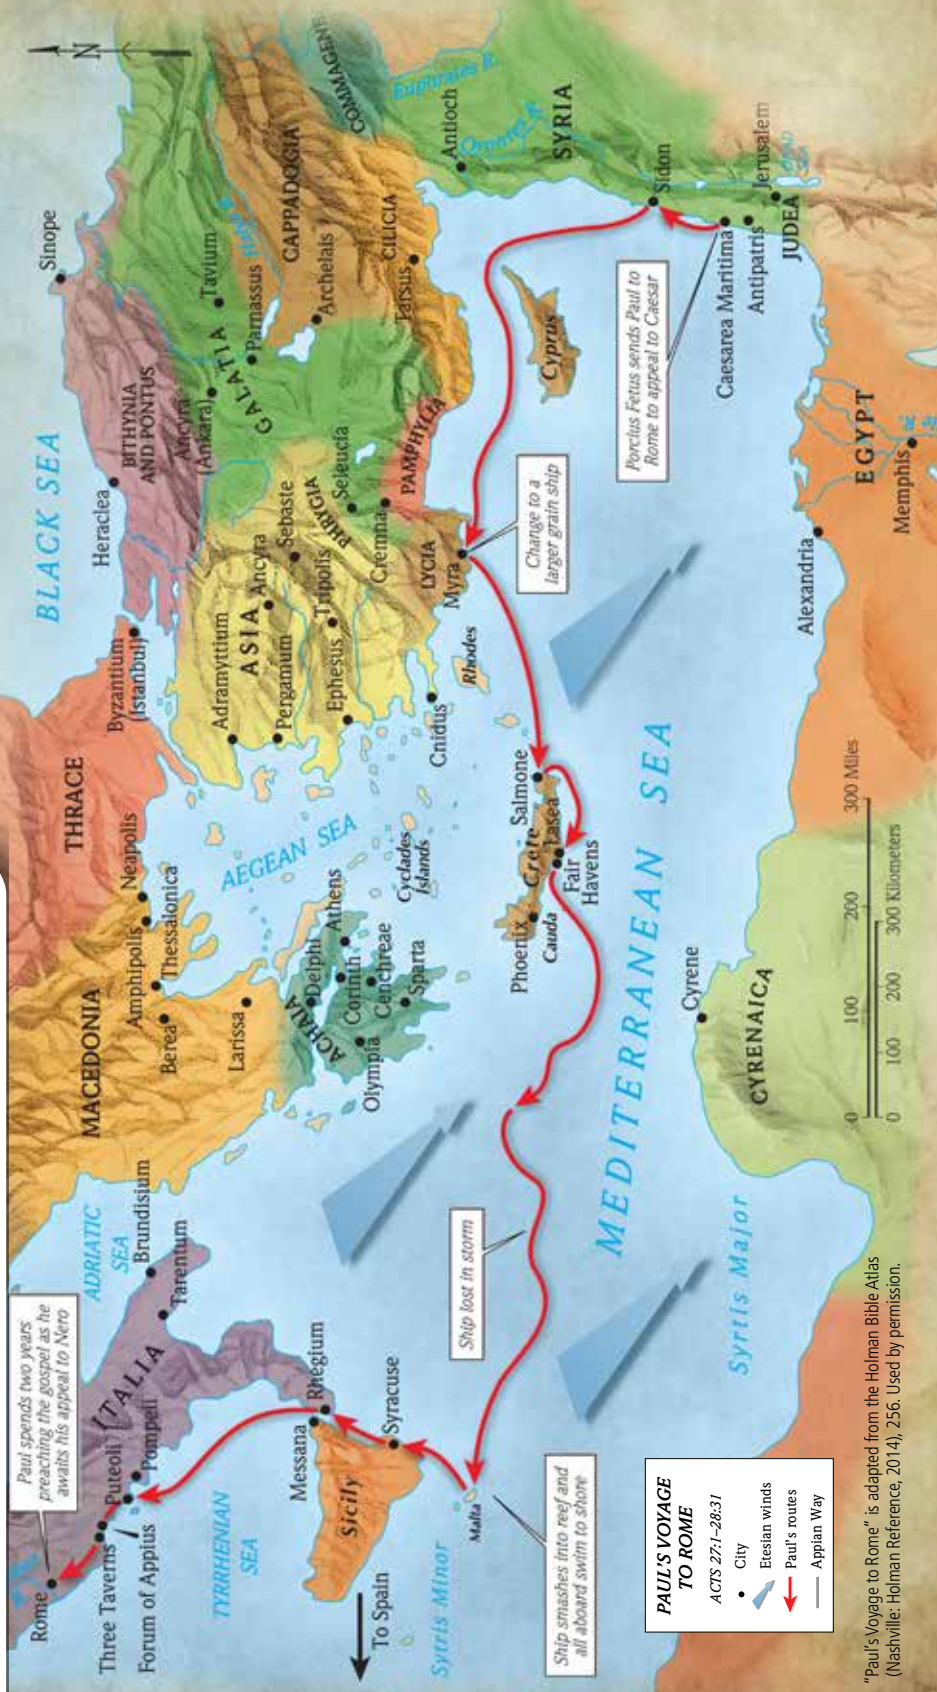 BLACK SEA
Sinope
Heraclea
BITHYNIA
AND PONTUS
Byzantium
(Istanbul)
THRACE
Neapolis
Amphipolis
Thessalonica
MACEDONIA
Berea
Larissa
ADRIATIC
SEA
Brundisium
Tarentum
Paul spends two years
preaching the gospel as he
awaits his appeal to Nero
ITALIA
Rome
Three Taverns
Forum of Appius
Puteoli
Pompeii
TYRRHENIAN
SEA
Messana
Rhegium
Sicily
Syracuse
To Spain
Sytris Minor
Malta
Ship smashes into reef and
all aboard swim to shore
Ship lost in storm
ACHAIA
Delphi
Athens
Corinth
Cenchreae
Olympia
Sparta
AEGEAN SEA
Cyclades
Islands
Adramyttium
ASIA
Ancyra
Pergamum
Sebaste
Tripolis
Ephesus
PHRYGIA
Seleucia
Cremna
Cnidus
Rhodes
LYCIA
Myra
PAMPHYLIA
Ancyra
(Ankara)
GALATIA
Tavium
Halys R.
Parnassus
Archelais
CAPPADOGIA
COMMAGENE
CILICIA
Tarsus
Euphrates R.
Antioch
Orontes R.
SYRIA
Cyprus
Sidon
Change to a
larger grain ship
Porcius Fetus sends Paul to
Rome to appeal to Caesar
Caesarea Maritima
Antipatris
Jerusalem
JUDEA
DEAD
SEA
Phoenix
Cauda
Crete
Salmone
Lasea
Fair
Havens
MEDITERRANEAN SEA
Syrtis Major
Cyrene
CYRENAICA
Alexandria
EGYPT
Memphis
N
0 100 200 300 Miles
0 100 200 300 Kilometers
PAUL'S VOYAGE
TO ROME
ACTS 27:1–28:31
City
Etesian winds
Paul's routes
Appian Way
"Paul's Voyage to Rome" is adapted from the Holman Bible Atlas
(Nashville: Holman Reference, 2014), 256. Used by permission.